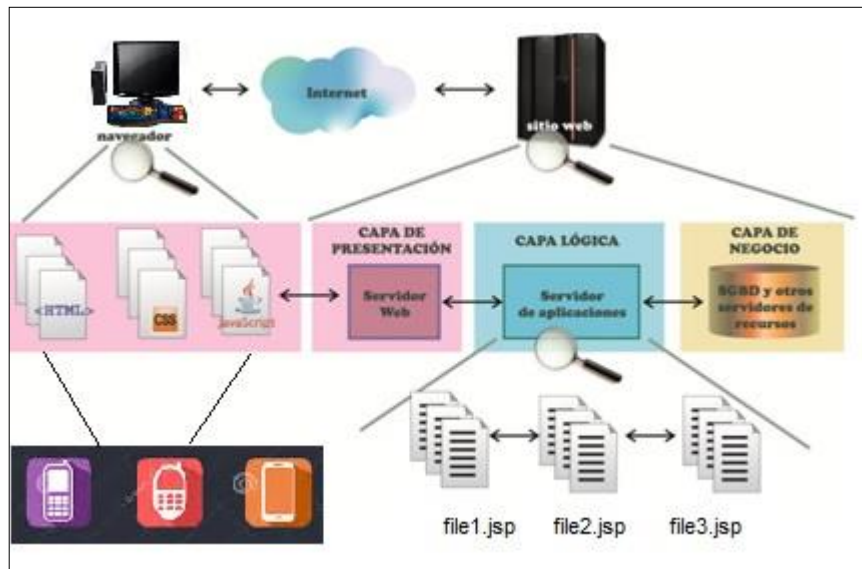 Internet
navegador
sitio web
CAPA DE
PRESENTACIÓN
CAPA LÓGICA
CAPA DE
NEGOCIO
<HTML>
CSS
JavaScript
Servidor
Web
Servidor
de aplicaciones
SGBD y otros
servidores de
recursos
file1.jsp
file2.jsp
file3.jsp